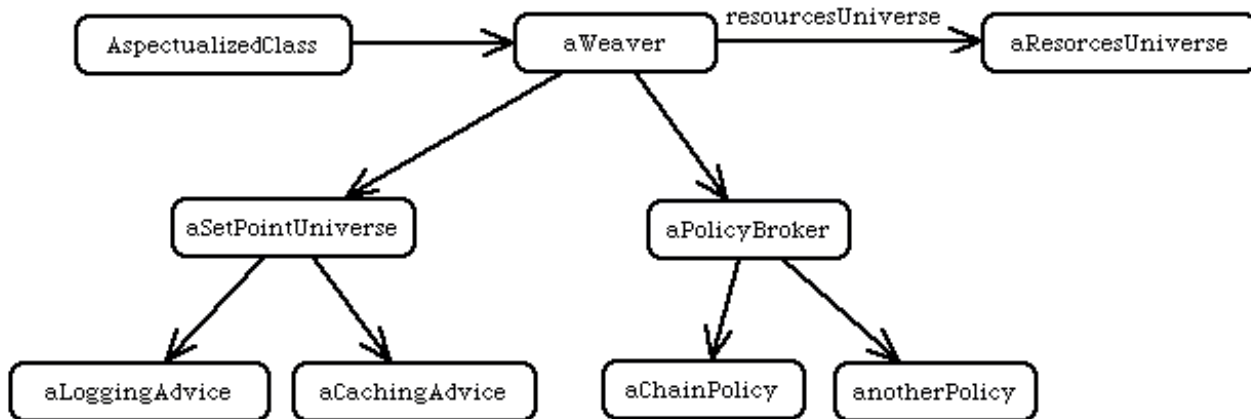 resourcesUniverse
AspectualizedClass
aWeaver
aResorcesUniverse
aSetPointUniverse
aPolicyBroker
aLoggingAdvice
aCachingAdvice
aChainPolicy
anotherPolicy